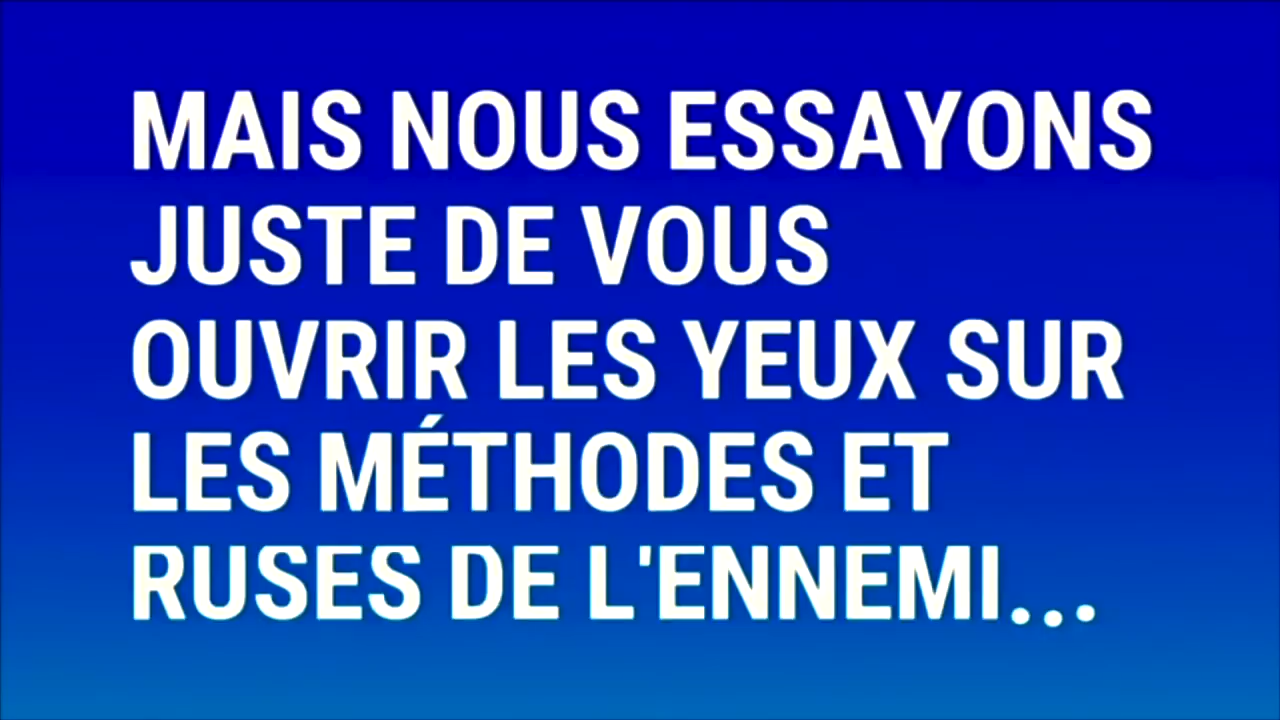 MAIS NOUS ESSAYONS
JUSTE DE VOUS
OUVRIR LES YEUX SUR
LES MÉTHODES ET
RUSES DE L'ENNEMI...